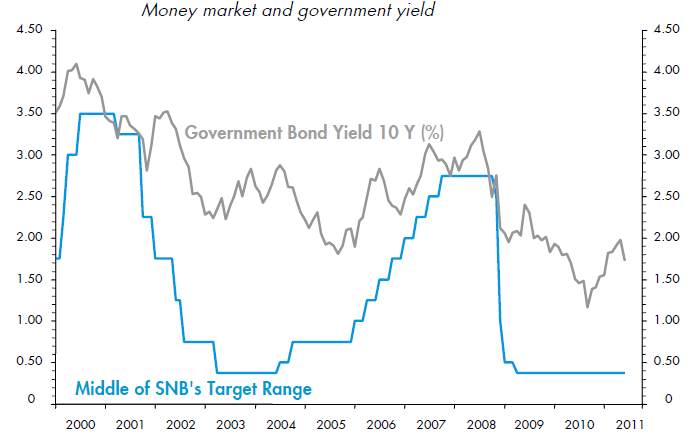 Money market and government yield
4.50 4.50
4.00 4.00
3.50 3.50
Government Bond Yield 10 Y (%)
3.00 3.00
2.50 2.50
2.00 2.00
1.50 1.50
1.00 1.00
0.50 0.50
Middle of SNB's Target Range
0 0
2000 2001 2002 2003 2004 2005 2006 2007 2008 2009 2010 2011